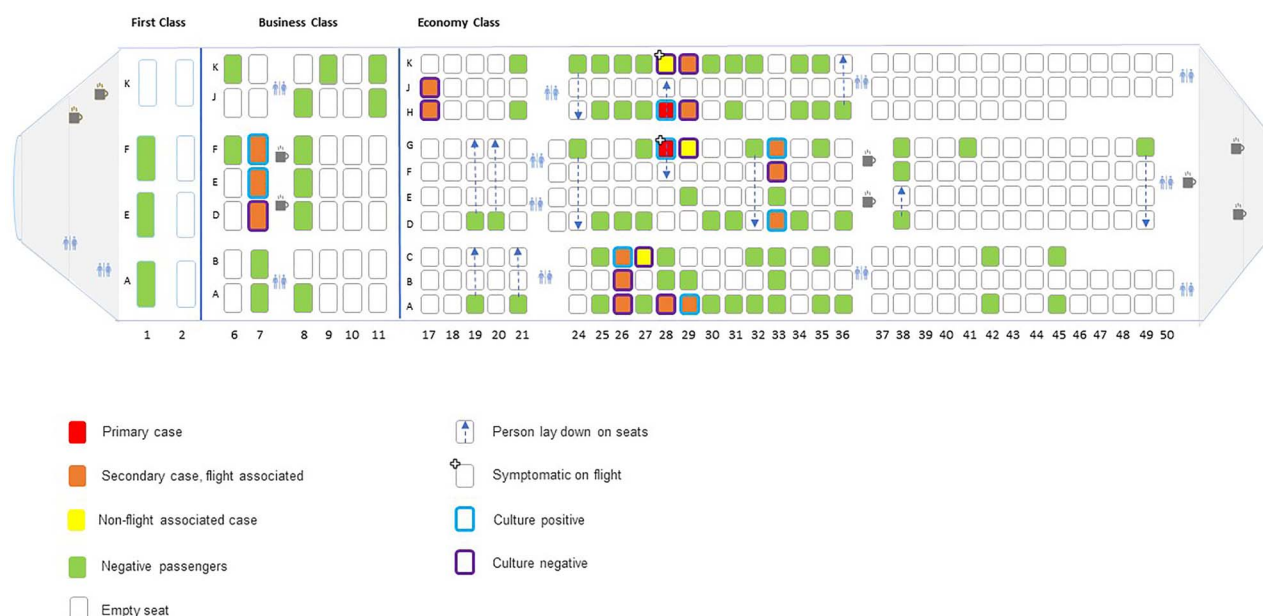 First Class Business Class Economy Class
K K K
J J
J H
F F G
E F
E E
D D
B C
A B
A A
1 2 6 7 8 9 10 11 17 18 19 20 21 24 25 26 27 28 29 30 31 32 33 34 35 36 37 38 39 40 41 42 43 44 45 46 47 48 49 50
Primary case Person lay down on seats
Secondary case, flight associated Symptomatic on flight
Non-flight associated case Culture positive
Negative passengers Culture negative
Empty seat